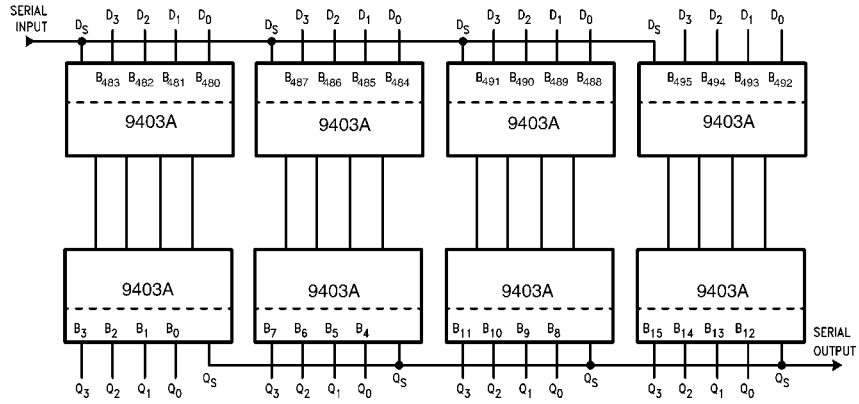 SERIAL INPUT
D3 D2 D1 D0 D3 D2 D1 D0 D3 D2 D1 D0 D3 D2 D1 D0
DS DS DS DS
B483 B482 B481 B480 B487 B486 B485 B484 B491 B490 B489 B488 B495 B494 B493 B492
9403A 9403A 9403A 9403A
9403A 9403A 9403A 9403A
B3 B2 B1 B0 B7 B6 B5 B4 B11 B10 B9 B8 B15 B14 B13 B12
SERIAL OUTPUT
Q3 Q2 Q1 Q0 QS Q3 Q2 Q1 Q0 QS Q3 Q2 Q1 Q0 QS Q3 Q2 Q1 Q0 QS